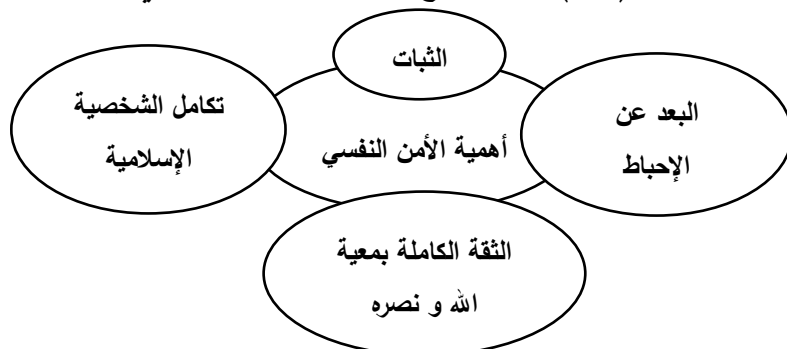 الثبات
تكامل الشخصية
الإسلامية
أهمية الأمن النفسي
البعد عن
الإحباط
الثقة الكاملة بمعية
الله و نصره